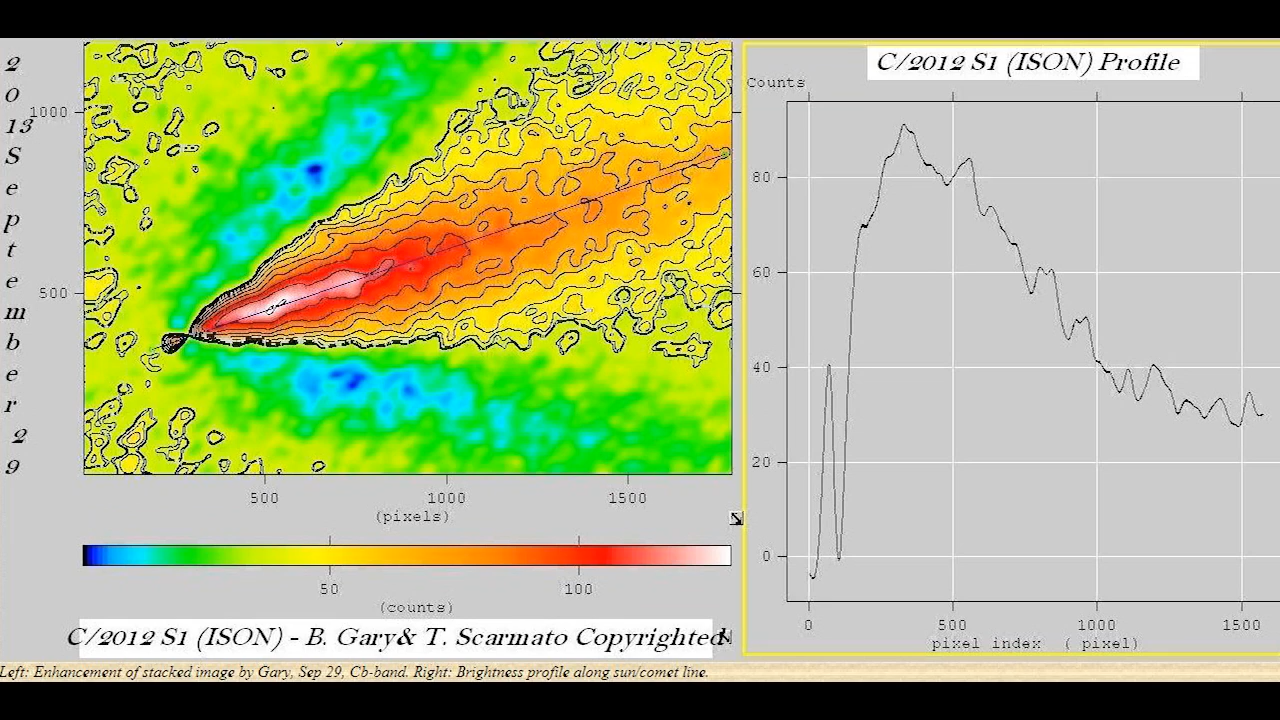 2013 September 29
1000
500
500 1000 1500
(pixels)
50 100
(counts)
C/2012 S1 (ISON) - B. Gary& T. Scarmato Copyrighted
C/2012 S1 (ISON) Profile
Counts
80
60
40
20
0
0 500 1000 1500
pixel index ( pixel)
Left: Enhancement of stacked image by Gary, Sep 29, Cb-band. Right: Brightness profile along sun/comet line.